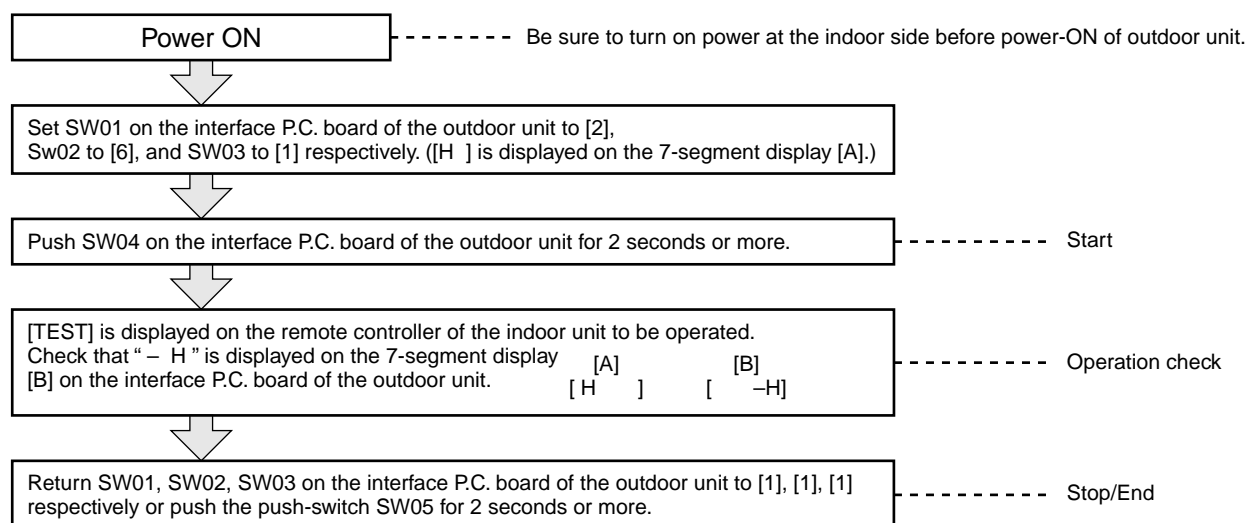 Power ON
Be sure to turn on power at the indoor side before power-ON of outdoor unit.
Set SW01 on the interface P.C. board of the outdoor unit to [2],
Sw02 to [6], and SW03 to [1] respectively. ([H  ] is displayed on the 7-segment display [A].)
Push SW04 on the interface P.C. board of the outdoor unit for 2 seconds or more.
Start
[TEST] is displayed on the remote controller of the indoor unit to be operated.
Check that “ –  H ” is displayed on the 7-segment display
[B] on the interface P.C. board of the outdoor unit.
[A] [B]
[ H     ] [     –H]
Operation check
Return SW01, SW02, SW03 on the interface P.C. board of the outdoor unit to [1], [1], [1]
respectively or push the push-switch SW05 for 2 seconds or more.
Stop/End